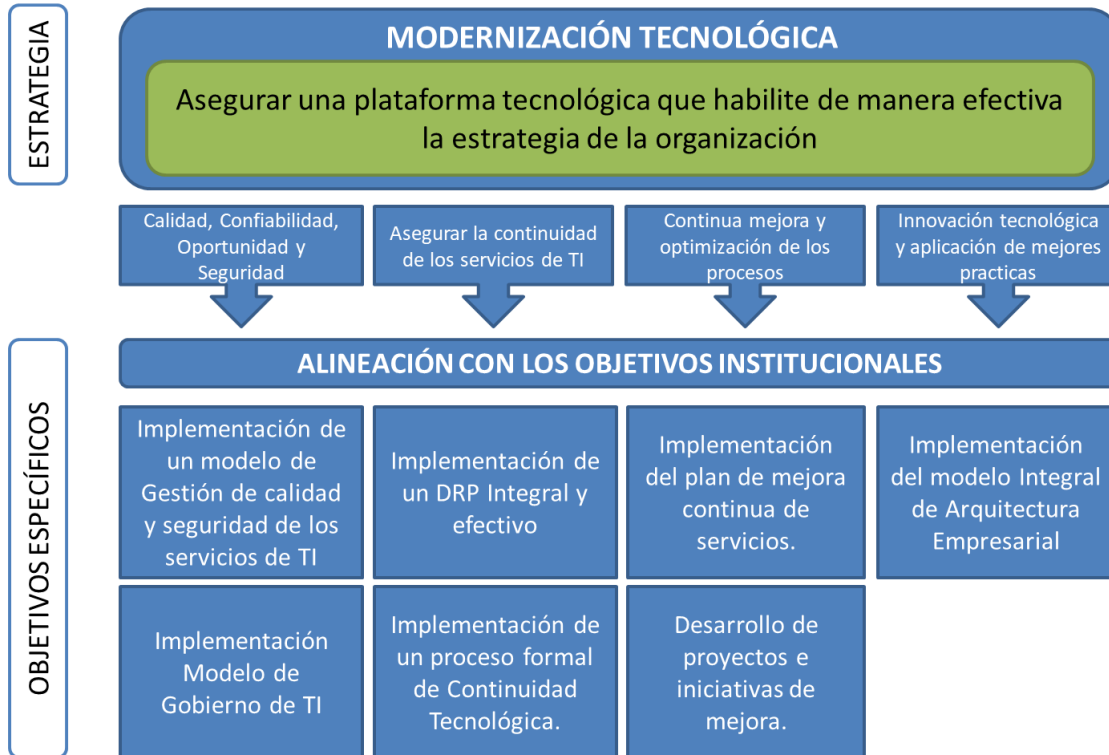 ESTRATEGIA
MODERNIZACIÓN TECNOLÓGICA
Asegurar una plataforma tecnológica que habilite de manera efectiva
la estrategia de la organización
Calidad, Confiabilidad,
Oportunidad y
Seguridad
Asegurar la continuidad
de los servicios de TI
Continua mejora y
optimización de los
procesos
Innovación tecnológica
y aplicación de mejores
practicas
OBJETIVOS ESPECÍFICOS
ALINEACIÓN CON LOS OBJETIVOS INSTITUCIONALES
Implementación de
un modelo de
Gestión de calidad
y seguridad de los
servicios de TI
Implementación de
un DRP Integral y
efectivo
Implementación
del plan de mejora
continua de
servicios.
Implementación
del modelo Integral
de Arquitectura
Empresarial
Implementación
Modelo de
Gobierno de TI
Implementación de
un proceso formal
de Continuidad
Tecnológica.
Desarrollo de
proyectos e
iniciativas de
mejora.